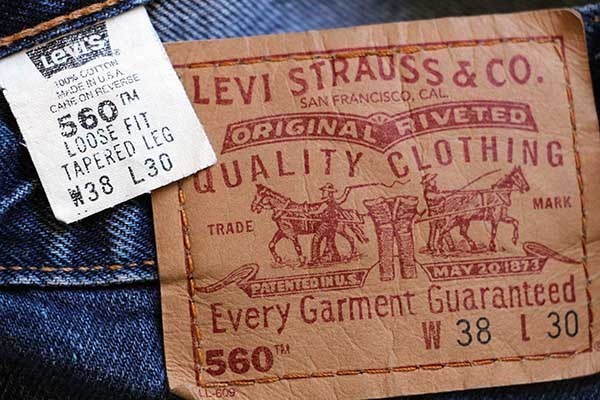 Levi's
100% COTTON
MADE IN U.S.A.
CARE ON REVERSE
560™
LOOSE FIT
TAPERED LEG
W38 L30
LEVI STRAUSS & CO.
SAN FRANCISCO, CAL.
ORIGINAL RIVETED
QUALITY CLOTHING
TRADE MARK
PATENTED IN U.S. MAY 20 1873
Every Garment Guaranteed
W 38 L 30
560™
LL-609